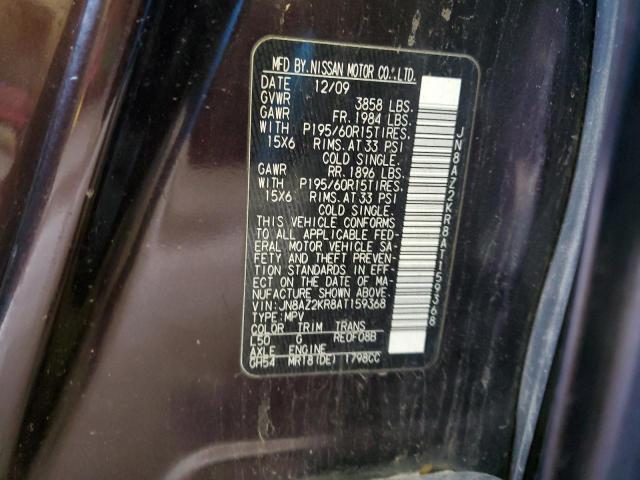 MFD BY. NISSAN MOTOR CO., LTD.
DATE 12/09
GVWR 3858 LBS.
GAWR FR. 1984 LBS.
WITH P195/60R15TIRES.
15X6 RIMS. AT 33 PSI
COLD SINGLE.
GAWR RR. 1896 LBS.
WITH P195/60R15TIRES.
15X6 RIMS. AT 33 PSI
COLD SINGLE.
THIS VEHICLE CONFORMS
TO ALL APPLICABLE FED-
ERAL MOTOR VEHICLE SA-
FETY AND THEFT PREVEN-
TION STANDARDS IN EFF-
ECT ON THE DATE OF MA-
NUFACTURE SHOWN ABOVE.
VIN: JN8AZ2KR8AT159368
TYPE: MPV
COLOR TRIM TRANS
L50 G RE0F08B
AXLE ENGINE
GH54 MR18(DE) 1798CC
JN8AZ2KR8AT159368